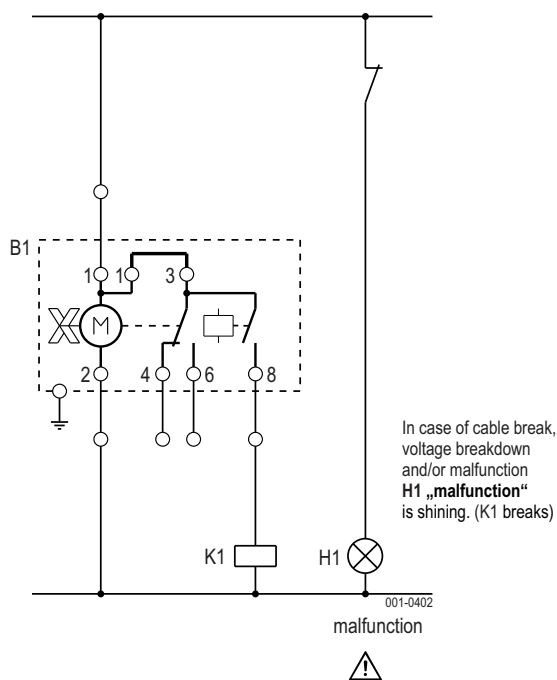 B1
1 1 3
M
2 4 6 8
In case of cable break,
voltage breakdown
and/or malfunction
H1 „malfunction“
is shining. (K1 breaks)
K1 H1
001-0402
malfunction
!